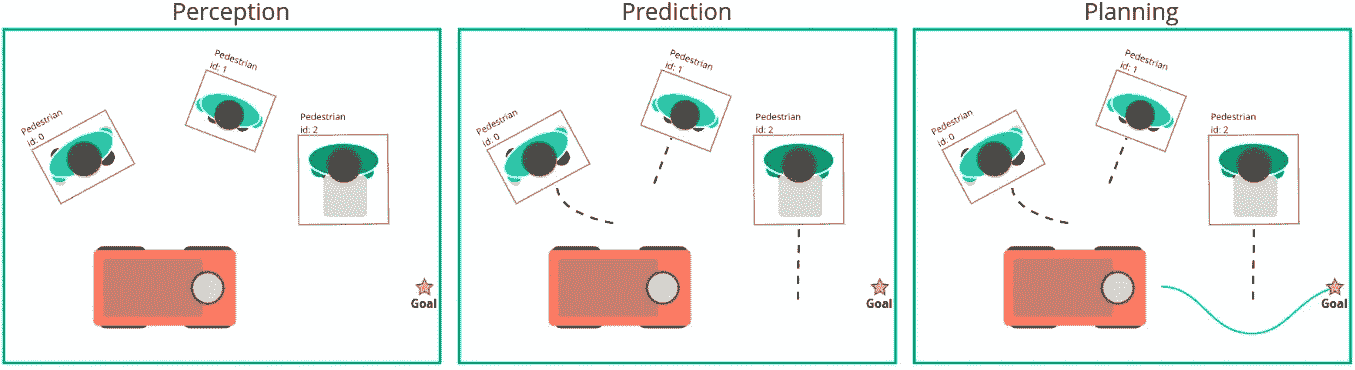 Perception
Pedestrian
id: 0
Pedestrian
id: 1
Pedestrian
id: 2
Goal
Prediction
Pedestrian
id: 0
Pedestrian
id: 1
Pedestrian
id: 2
Goal
Planning
Pedestrian
id: 0
Pedestrian
id: 1
Pedestrian
id: 2
Goal